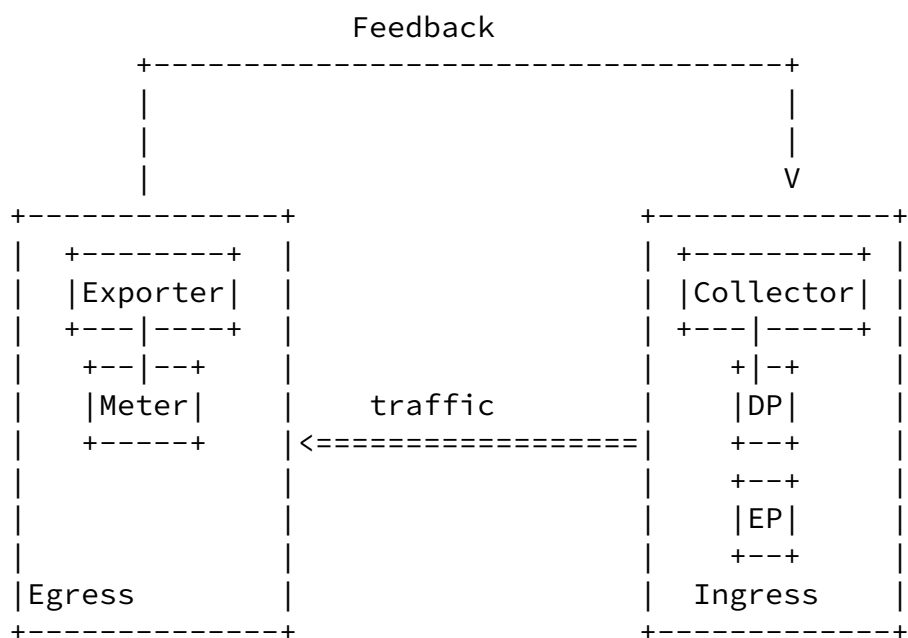 Feedback
Exporter Collector
Meter traffic DP
EP
Egress Ingress